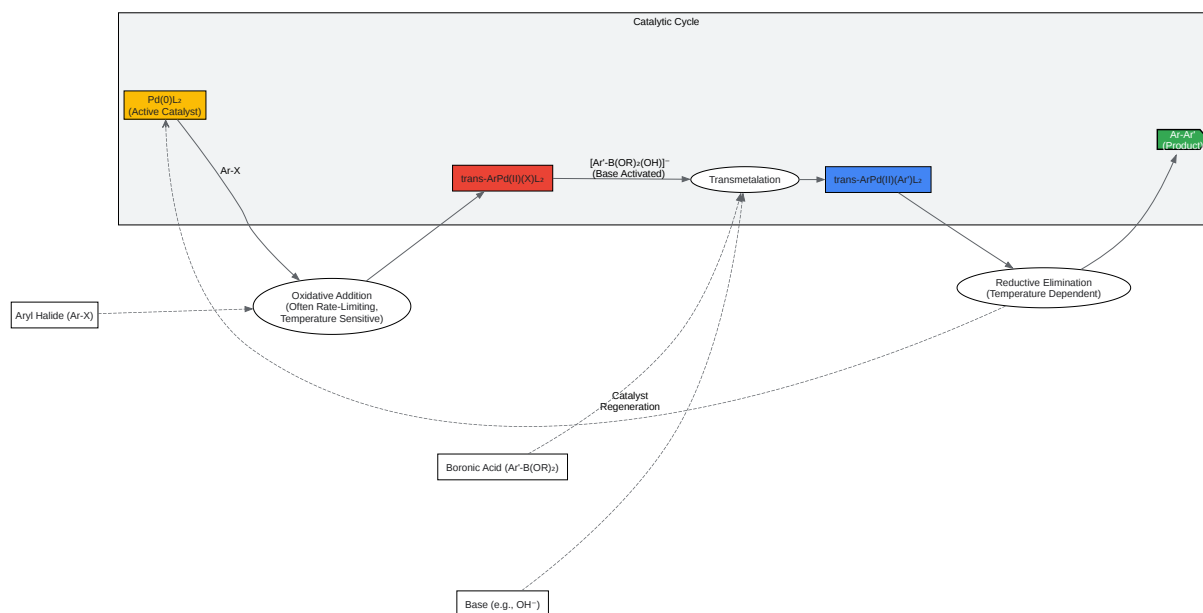 Catalytic Cycle
Pd(0)L₂
(Active Catalyst)
Ar-X
trans-ArPd(II)(X)L₂
[Ar'-B(OR)₂(OH)]⁻
(Base Activated)
Transmetalation
trans-ArPd(II)(Ar')L₂
Ar-Ar'
(Product)
Oxidative Addition
(Often Rate-Limiting,
Temperature Sensitive)
Reductive Elimination
(Temperature Dependent)
Aryl Halide (Ar-X)
Catalyst
Regeneration
Boronic Acid (Ar'-B(OR)₂)
Base (e.g., OH⁻)